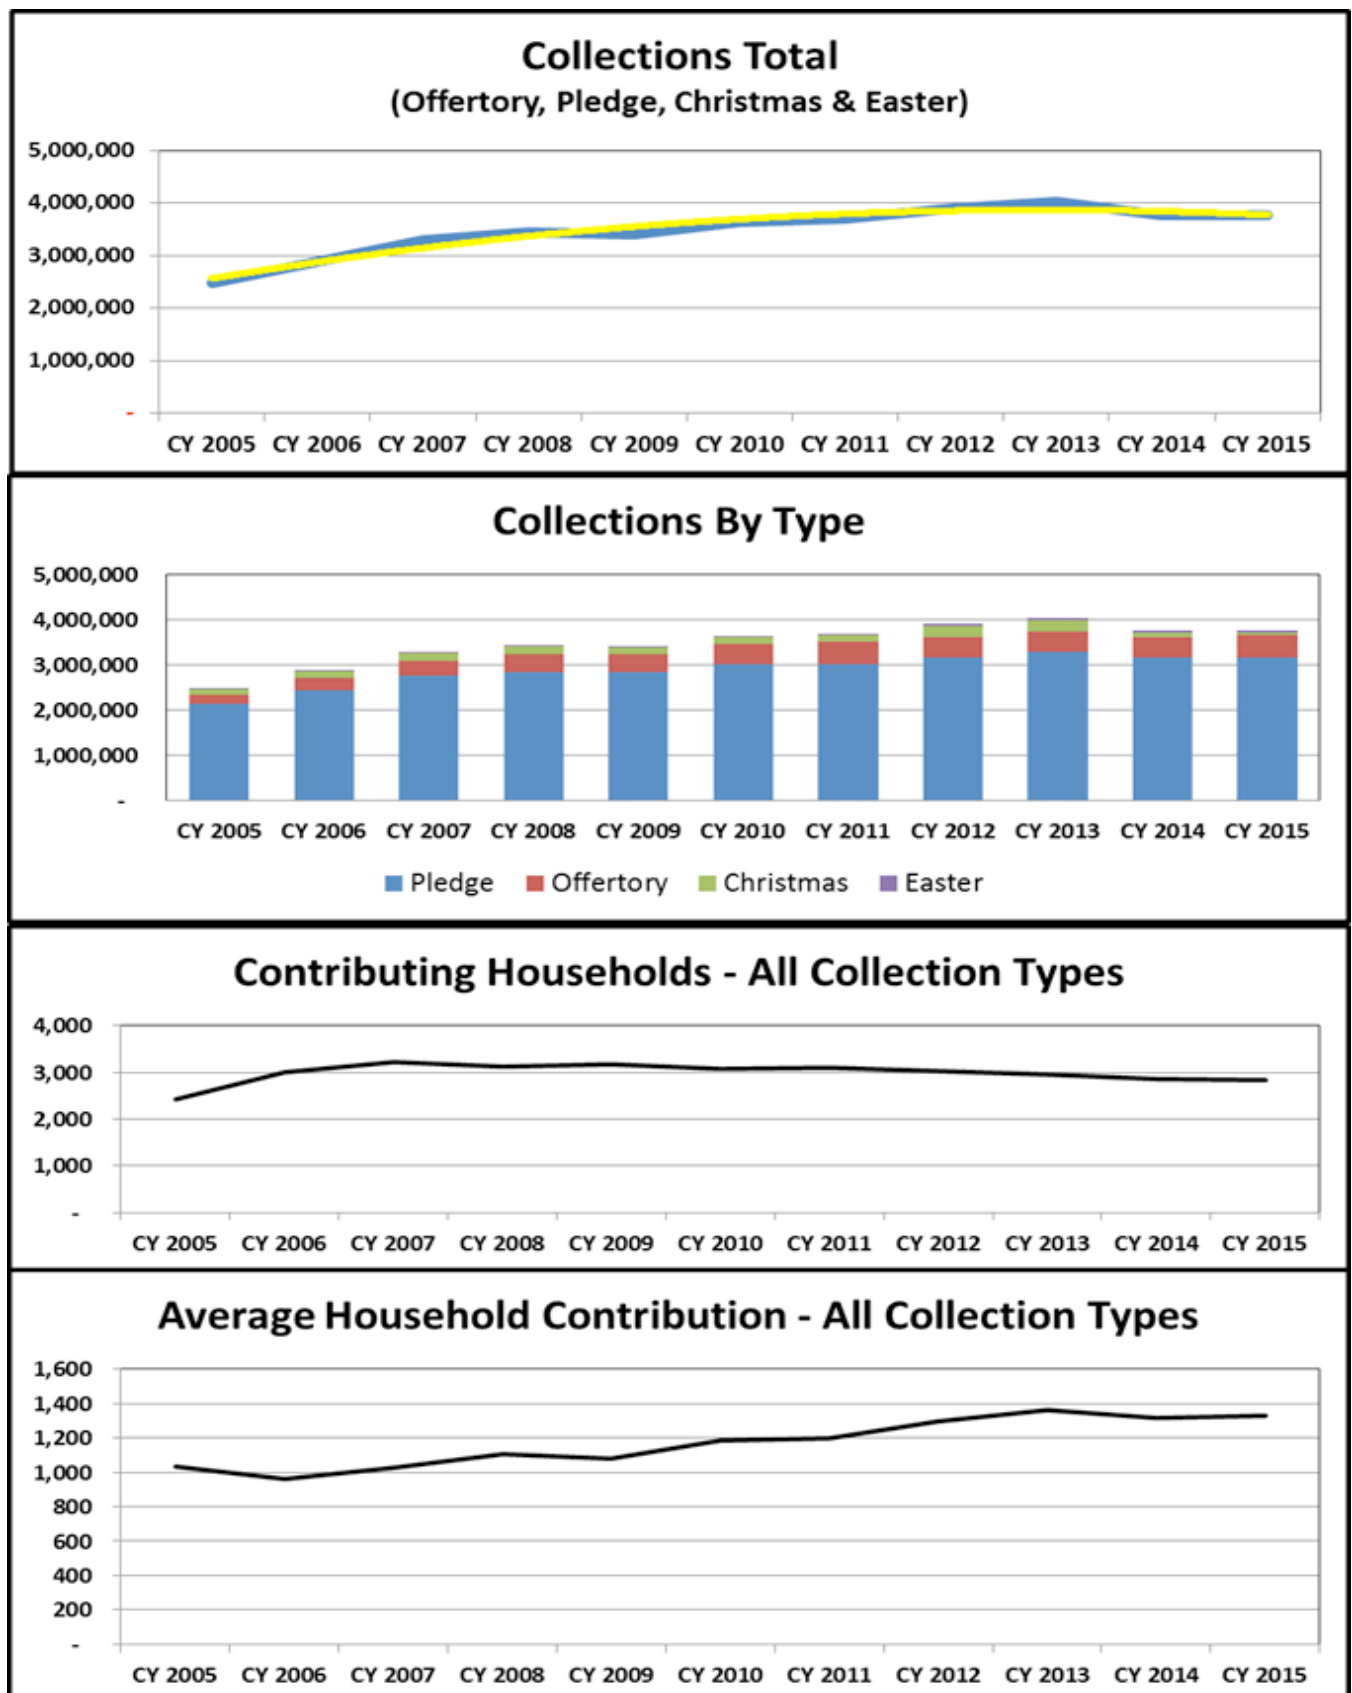 Collections Total
(Offertory, Pledge, Christmas & Easter)
5,000,000
4,000,000
3,000,000
2,000,000
1,000,000
-
CY 2005 CY 2006 CY 2007 CY 2008 CY 2009 CY 2010 CY 2011 CY 2012 CY 2013 CY 2014 CY 2015
Collections By Type
5,000,000
4,000,000
3,000,000
2,000,000
1,000,000
-
CY 2005 CY 2006 CY 2007 CY 2008 CY 2009 CY 2010 CY 2011 CY 2012 CY 2013 CY 2014 CY 2015
Pledge Offertory Christmas Easter
Contributing Households - All Collection Types
4,000
3,000
2,000
1,000
-
CY 2005 CY 2006 CY 2007 CY 2008 CY 2009 CY 2010 CY 2011 CY 2012 CY 2013 CY 2014 CY 2015
Average Household Contribution - All Collection Types
1,600
1,400
1,200
1,000
800
600
400
200
-
CY 2005 CY 2006 CY 2007 CY 2008 CY 2009 CY 2010 CY 2011 CY 2012 CY 2013 CY 2014 CY 2015